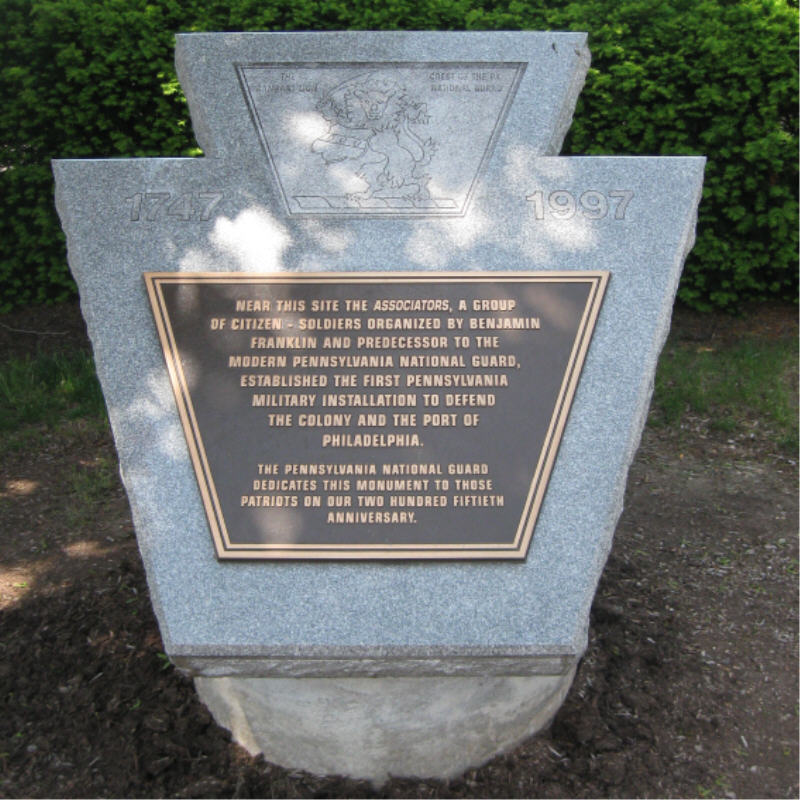 THE
RAMPANT LION
CREST OF THE PA
NATIONAL GUARD
1747
1997
NEAR THIS SITE THE ASSOCIATORS, A GROUP
OF CITIZEN - SOLDIERS ORGANIZED BY BENJAMIN
FRANKLIN AND PREDECESSOR TO THE
MODERN PENNSYLVANIA NATIONAL GUARD,
ESTABLISHED THE FIRST PENNSYLVANIA
MILITARY INSTALLATION TO DEFEND
THE COLONY AND THE PORT OF
PHILADELPHIA.
THE PENNSYLVANIA NATIONAL GUARD
DEDICATES THIS MONUMENT TO THOSE
PATRIOTS ON OUR TWO HUNDRED FIFTIETH
ANNIVERSARY.